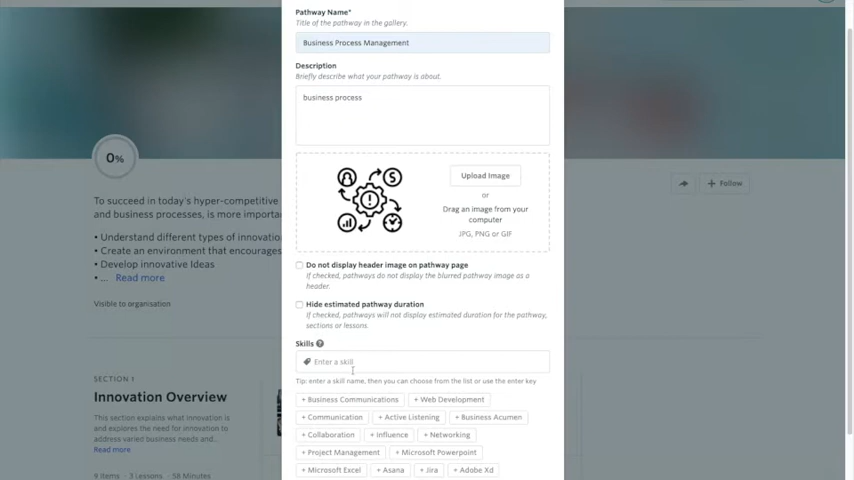 Pathway Name*
Title of the pathway in the gallery.
Business Process Management
Description
Briefly describe what your pathway is about.
business process
Upload Image
or
Drag an image from your
computer
JPG, PNG or GIF
Do not display header image on pathway page
If checked, pathways do not display the blurred pathway image as a
header.
Hide estimated pathway duration
If checked, pathways will not display estimated duration for the pathway,
sections or lessons.
Skills ?
Enter a skill
Tip: enter a skill name, then you can choose from the list or use the enter key
+ Business Communications + Web Development
+ Communication + Active Listening + Business Acumen
+ Collaboration + Influence + Networking
+ Project Management + Microsoft Powerpoint
+ Microsoft Excel + Asana + Jira + Adobe Xd
0%
To succeed in today's hyper-competitive
and business processes, is more importa
• Understand different types of innovatio
• Create an environment that encourages
• Develop innovative Ideas
• ... Read more
Visible to organisation
+ Follow
SECTION 1
Innovation Overview
This section explains what innovation is
and explores the need for innovation to
address varied business needs and...
Read more
9 Items • 3 Lessons • 58 Minutes